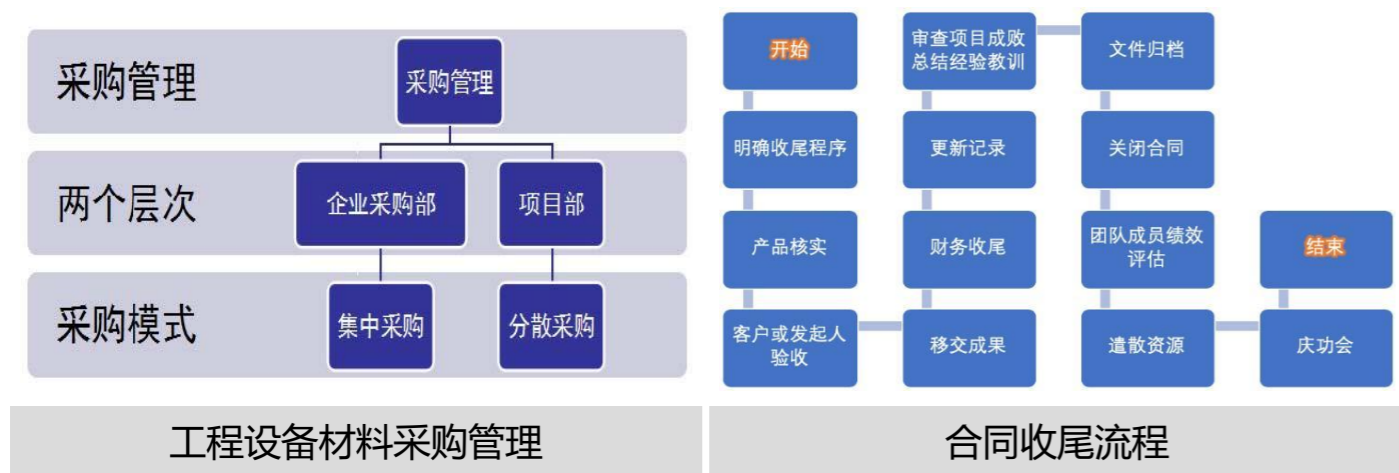 采购管理
采购管理
两个层次
企业采购部
项目部
采购模式
集中采购
分散采购
工程设备材料采购管理
开始
明确收尾程序
产品核实
客户或发起人
验收
移交成果
财务收尾
更新记录
审查项目成败
总结经验教训
文件归档
关闭合同
团队成员绩效
评估
遣散资源
庆功会
结束
合同收尾流程